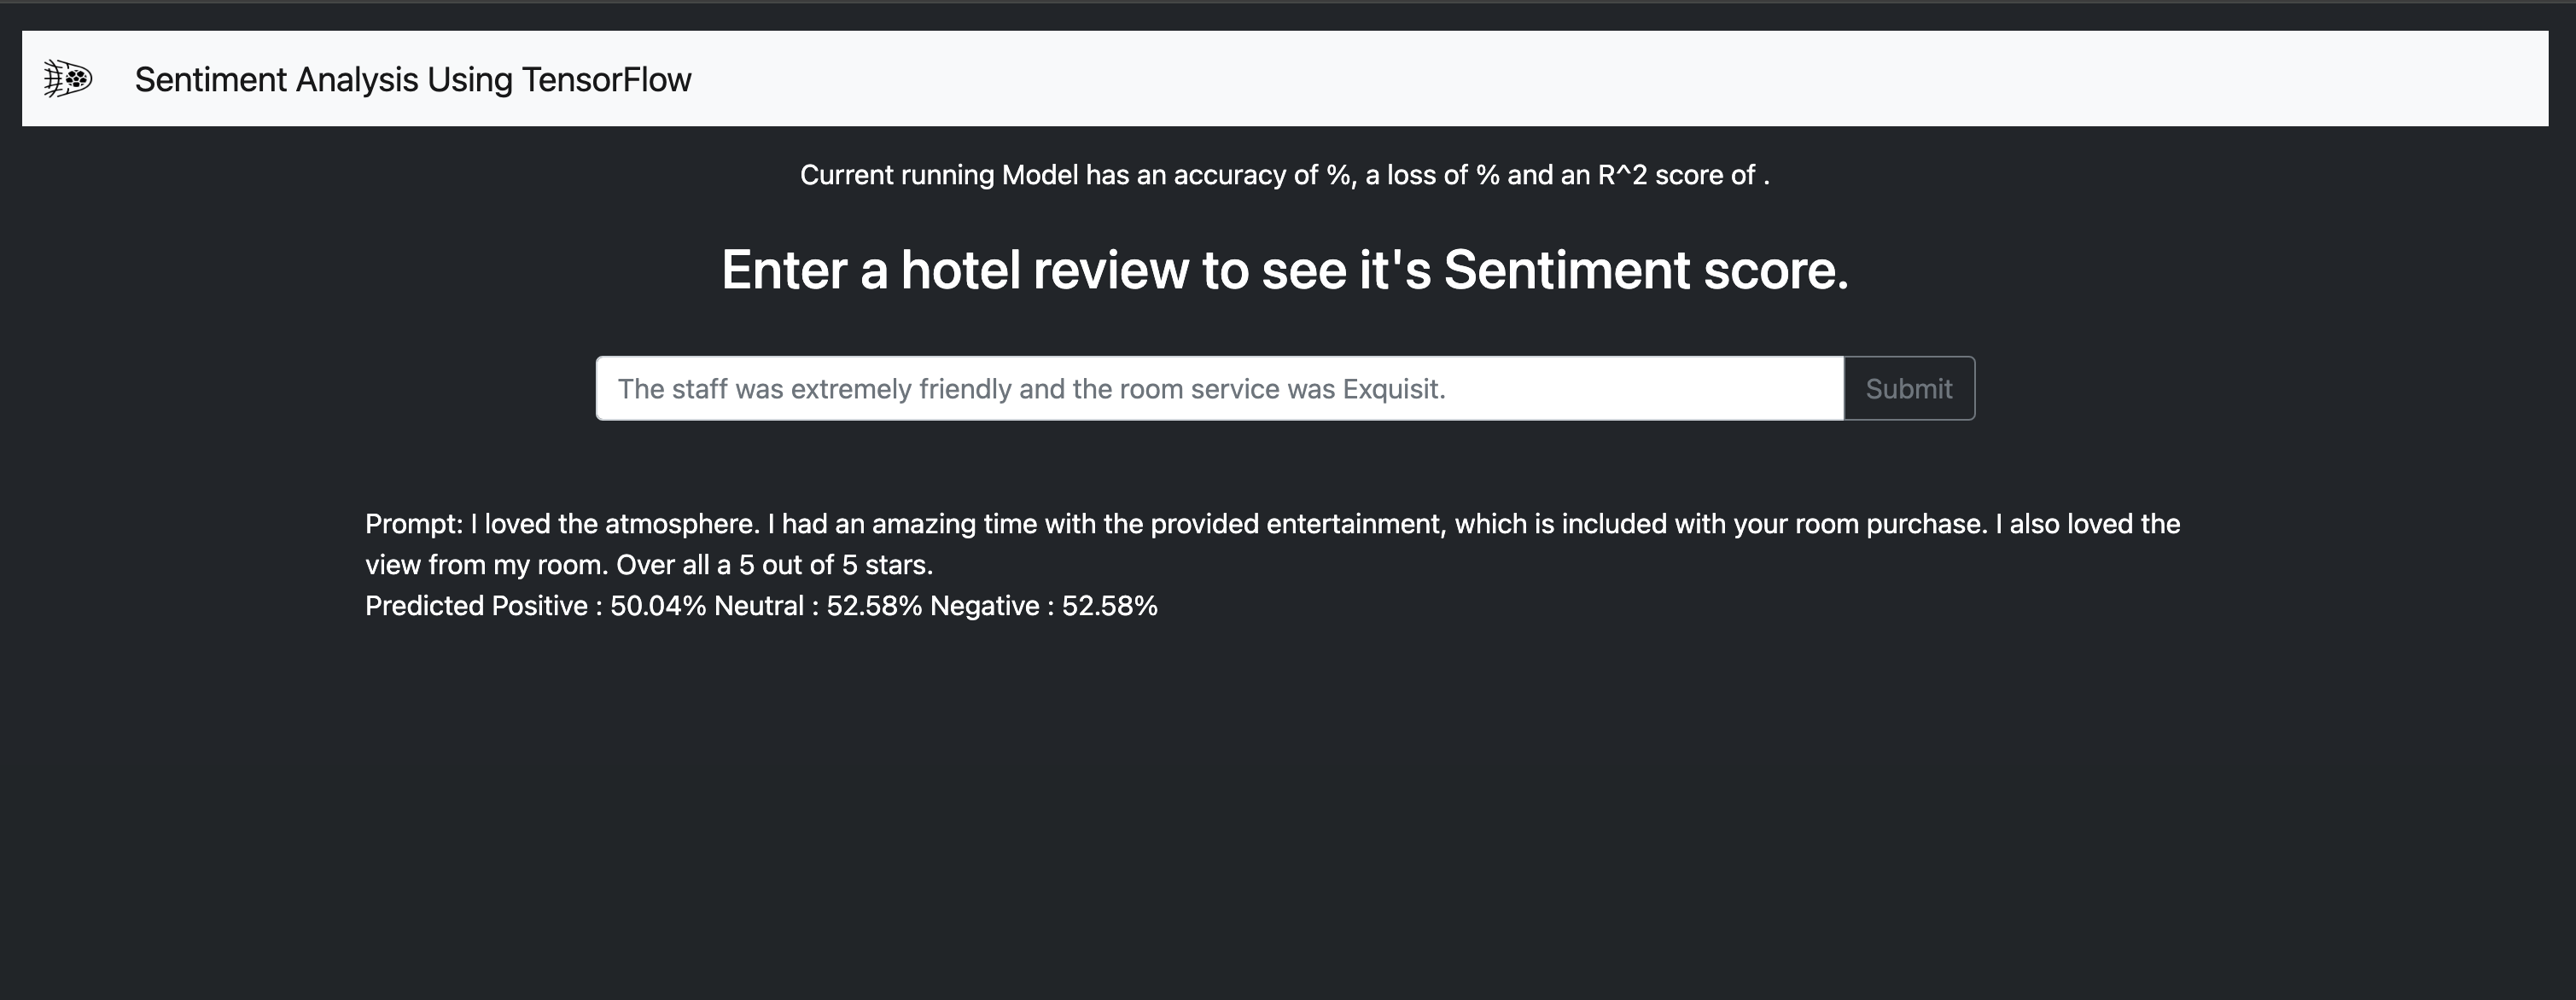 Sentiment Analysis Using TensorFlow
Current running Model has an accuracy of %, a loss of % and an R^2 score of .
Enter a hotel review to see it's Sentiment score.
The staff was extremely friendly and the room service was Exquisit.
Submit
Prompt: I loved the atmosphere. I had an amazing time with the provided entertainment, which is included with your room purchase. I also loved the
view from my room. Over all a 5 out of 5 stars.
Predicted Positive : 50.04% Neutral : 52.58% Negative : 52.58%